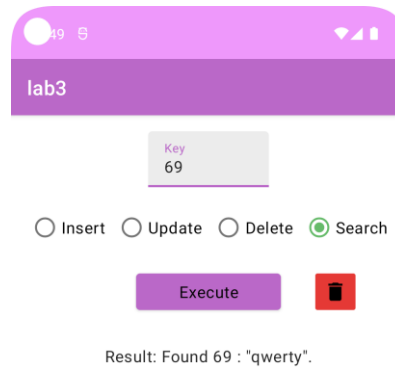 49
lab3
Key
69
Insert Update Delete Search
Execute
Result: Found 69 : "qwerty".